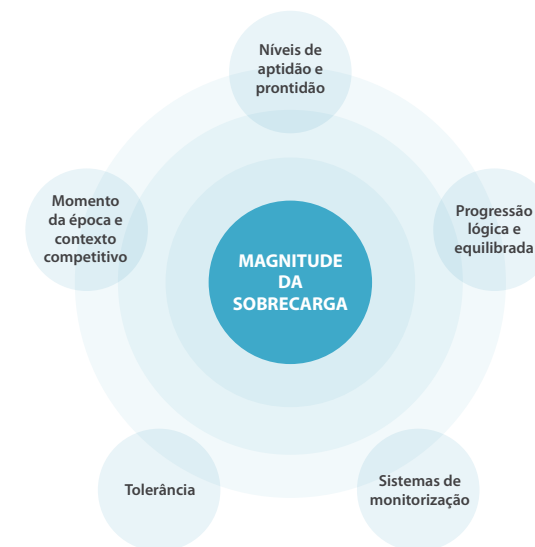 Níveis de
aptidão e
prontidão
Momento
da época e
contexto
competitivo
Progressão
lógica e
equilibrada
MAGNITUDE
DA
SOBRECARGA
Tolerância
Sistemas de
monitorização